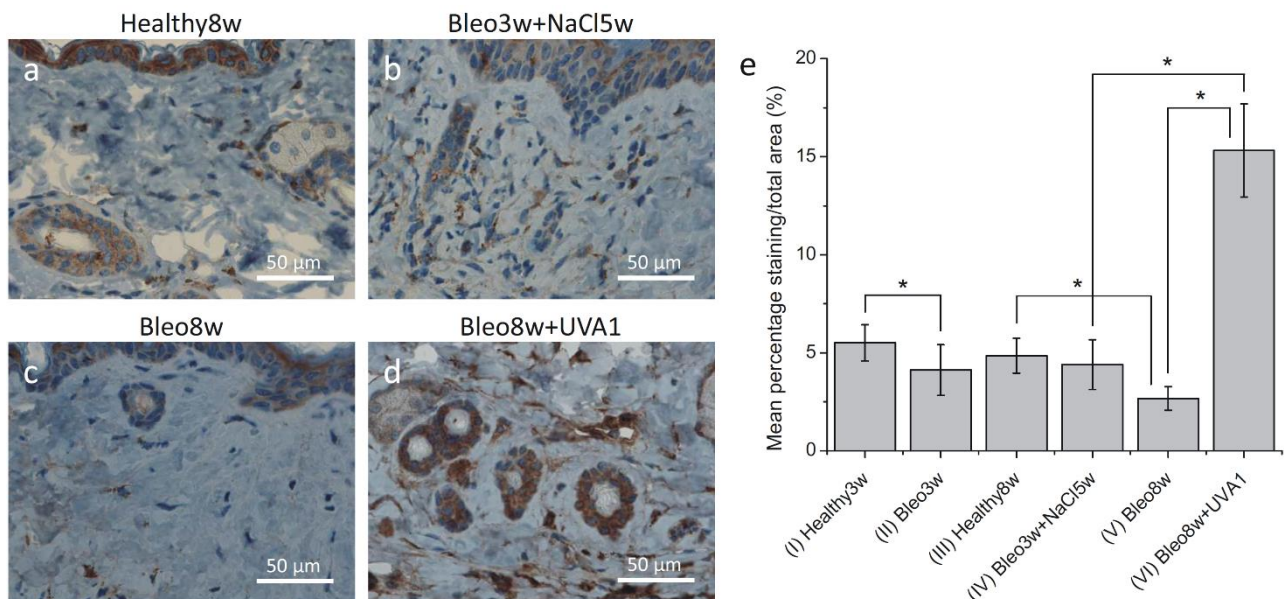 Healthy8w
Bleo3w+NaCl5w
a
50 µm
b
50 µm
Bleo8w
Bleo8w+UVA1
c
50 µm
d
50 µm
e
Mean percentage staining/total area (%)
20
15
10
5
0
*
*
*
*
(I) Healthy3w
(II) Bleo3w
(III) Healthy8w
(IV) Bleo3w+NaCl5w
(V) Bleo8w
(VI) Bleo8w+UVA1